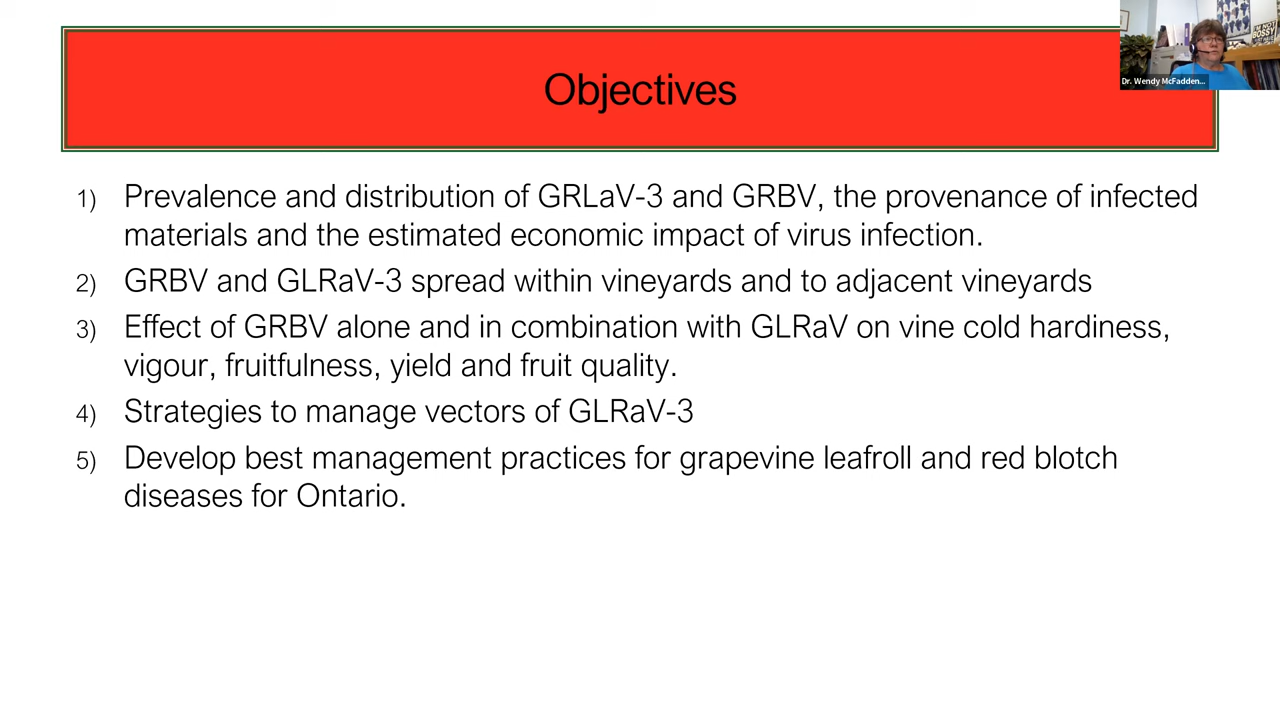 Objectives
1) Prevalence and distribution of GRLaV-3 and GRBV, the provenance of infected
materials and the estimated economic impact of virus infection.
2) GRBV and GLRaV-3 spread within vineyards and to adjacent vineyards
3) Effect of GRBV alone and in combination with GLRaV on vine cold hardiness,
vigour, fruitfulness, yield and fruit quality.
4) Strategies to manage vectors of GLRaV-3
5) Develop best management practices for grapevine leafroll and red blotch
diseases for Ontario.
Dr. Wendy McFadden...
I'M NOT
BOSSY